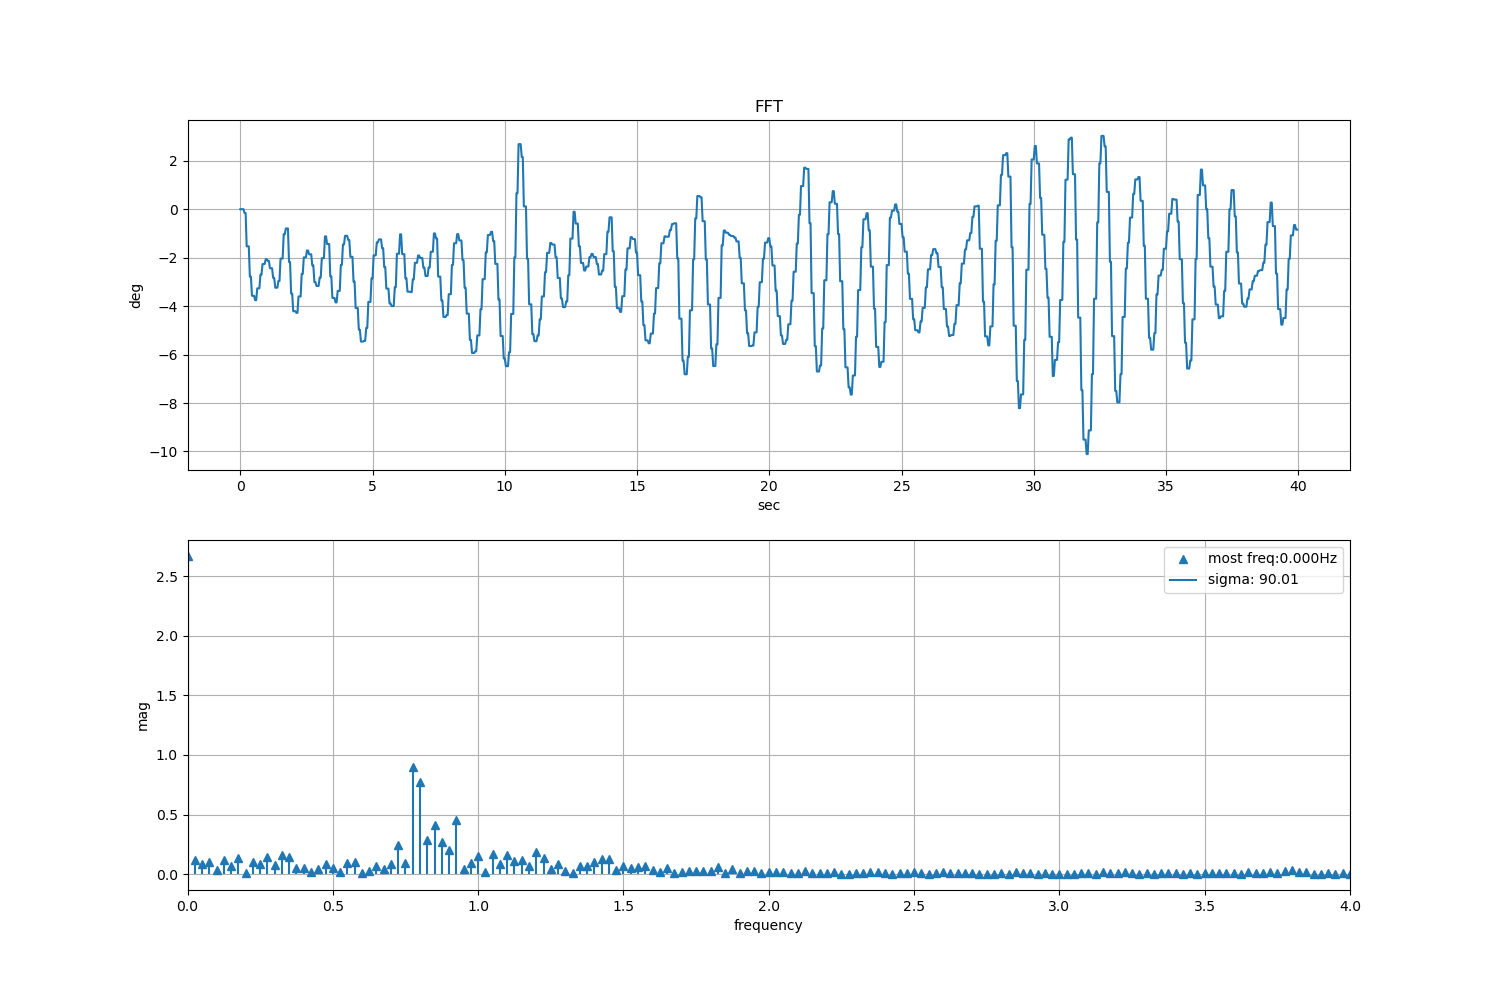 FFT
deg
2
0
−2
−4
−6
−8
−10
0 5 10 15 20 25 30 35 40
sec
most freq:0.000Hz
sigma: 90.01
mag
2.5
2.0
1.5
1.0
0.5
0.0
0.0 0.5 1.0 1.5 2.0 2.5 3.0 3.5 4.0
frequency